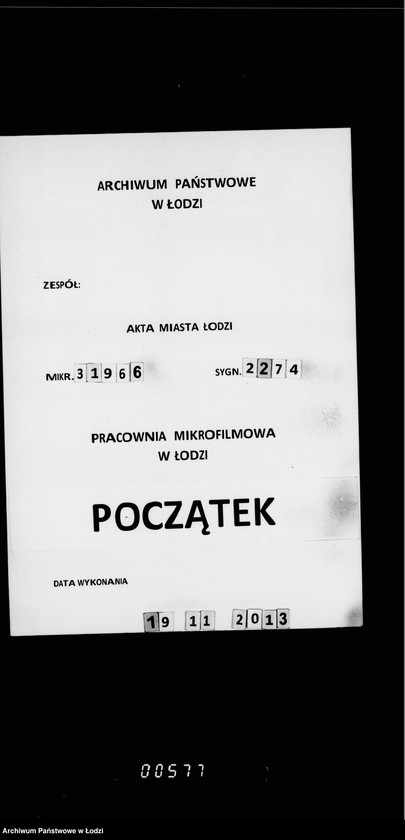 ARCHIWUM PAŃSTWOWE
W ŁODZI
ZESPÓŁ:
AKTA MIASTA ŁODZI
MIKR. 31966 SYGN. 2274
PRACOWNIA MIKROFILMOWA
W ŁODZI
POCZĄTEK
DATA WYKONANIA
19 11 2013
00577
Archiwum Państwowe w Łodzi